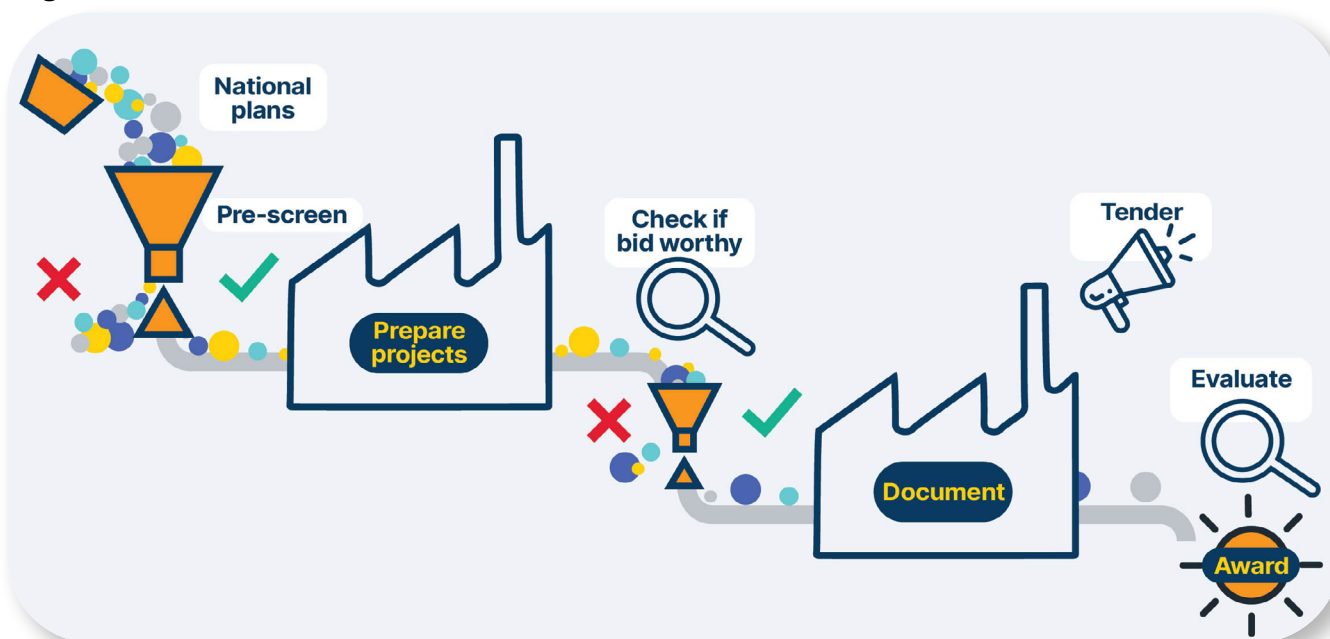 National
plans
Pre-screen
Prepare
projects
Check if
bid worthy
Document
Tender
Evaluate
Award